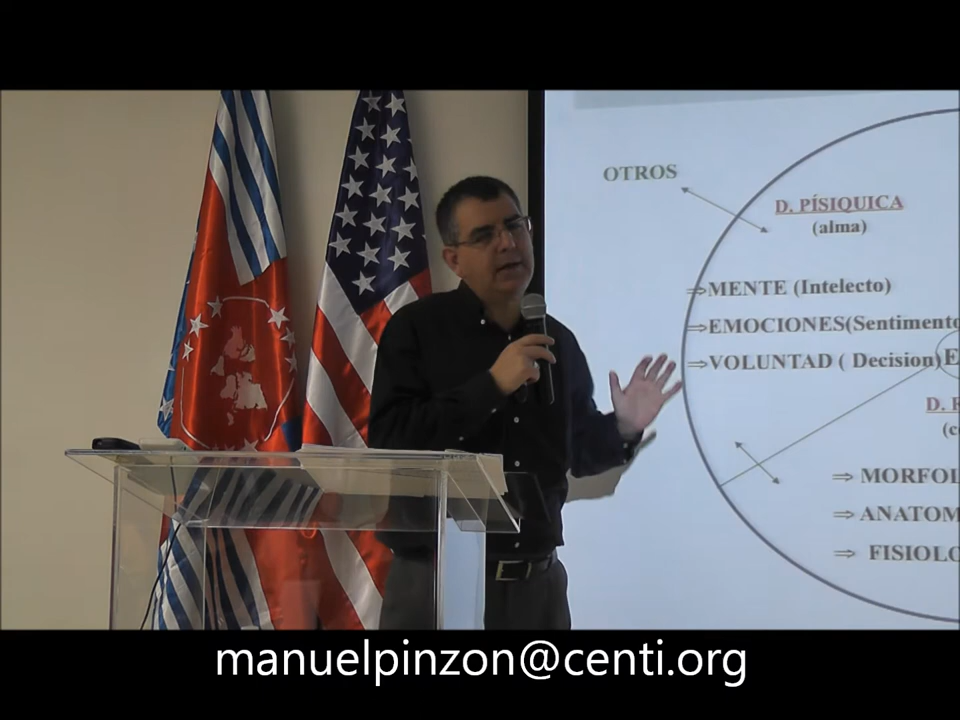 OTROS
D. PÍSIQUICA
(alma)
⇒MENTE (Intelecto)
⇒EMOCIONES(Sentimento
⇒VOLUNTAD ( Decision) E
D. F
(c
⇒ MORFOL
⇒ ANATOM
⇒ FISIOLO
manuelpinzon@centi.org